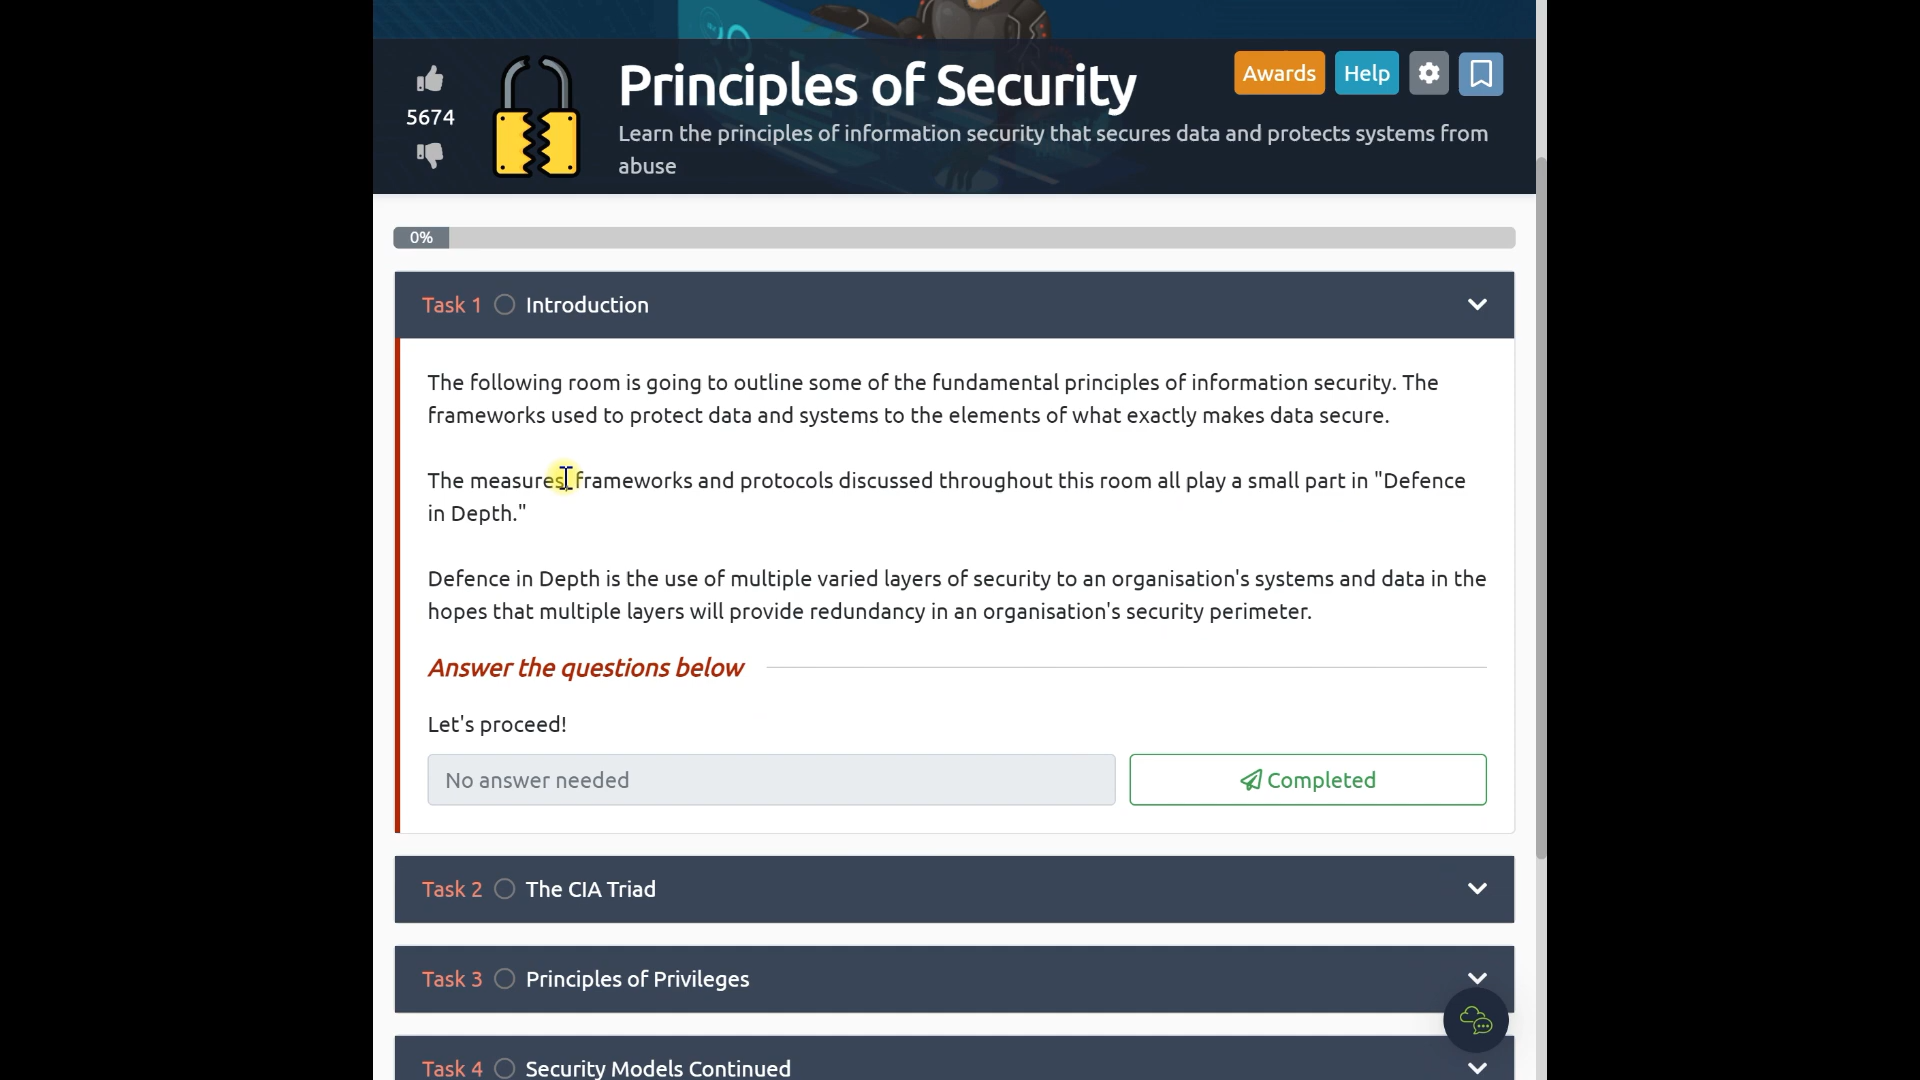 Principles of Security
Awards
Help
5674
Learn the principles of information security that secures data and protects systems from
abuse
0%
Task 1 Introduction
The following room is going to outline some of the fundamental principles of information security. The
frameworks used to protect data and systems to the elements of what exactly makes data secure.
The measures, frameworks and protocols discussed throughout this room all play a small part in "Defence
in Depth."
Defence in Depth is the use of multiple varied layers of security to an organisation's systems and data in the
hopes that multiple layers will provide redundancy in an organisation's security perimeter.
Answer the questions below
Let's proceed!
No answer needed
Completed
Task 2 The CIA Triad
Task 3 Principles of Privileges
Task 4 Security Models Continued